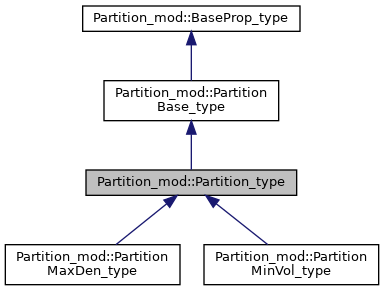 Partition_mod::BaseProp_type
Partition_mod::Partition
Base_type
Partition_mod::Partition_type
Partition_mod::Partition
MaxDen_type
Partition_mod::Partition
MinVol_type